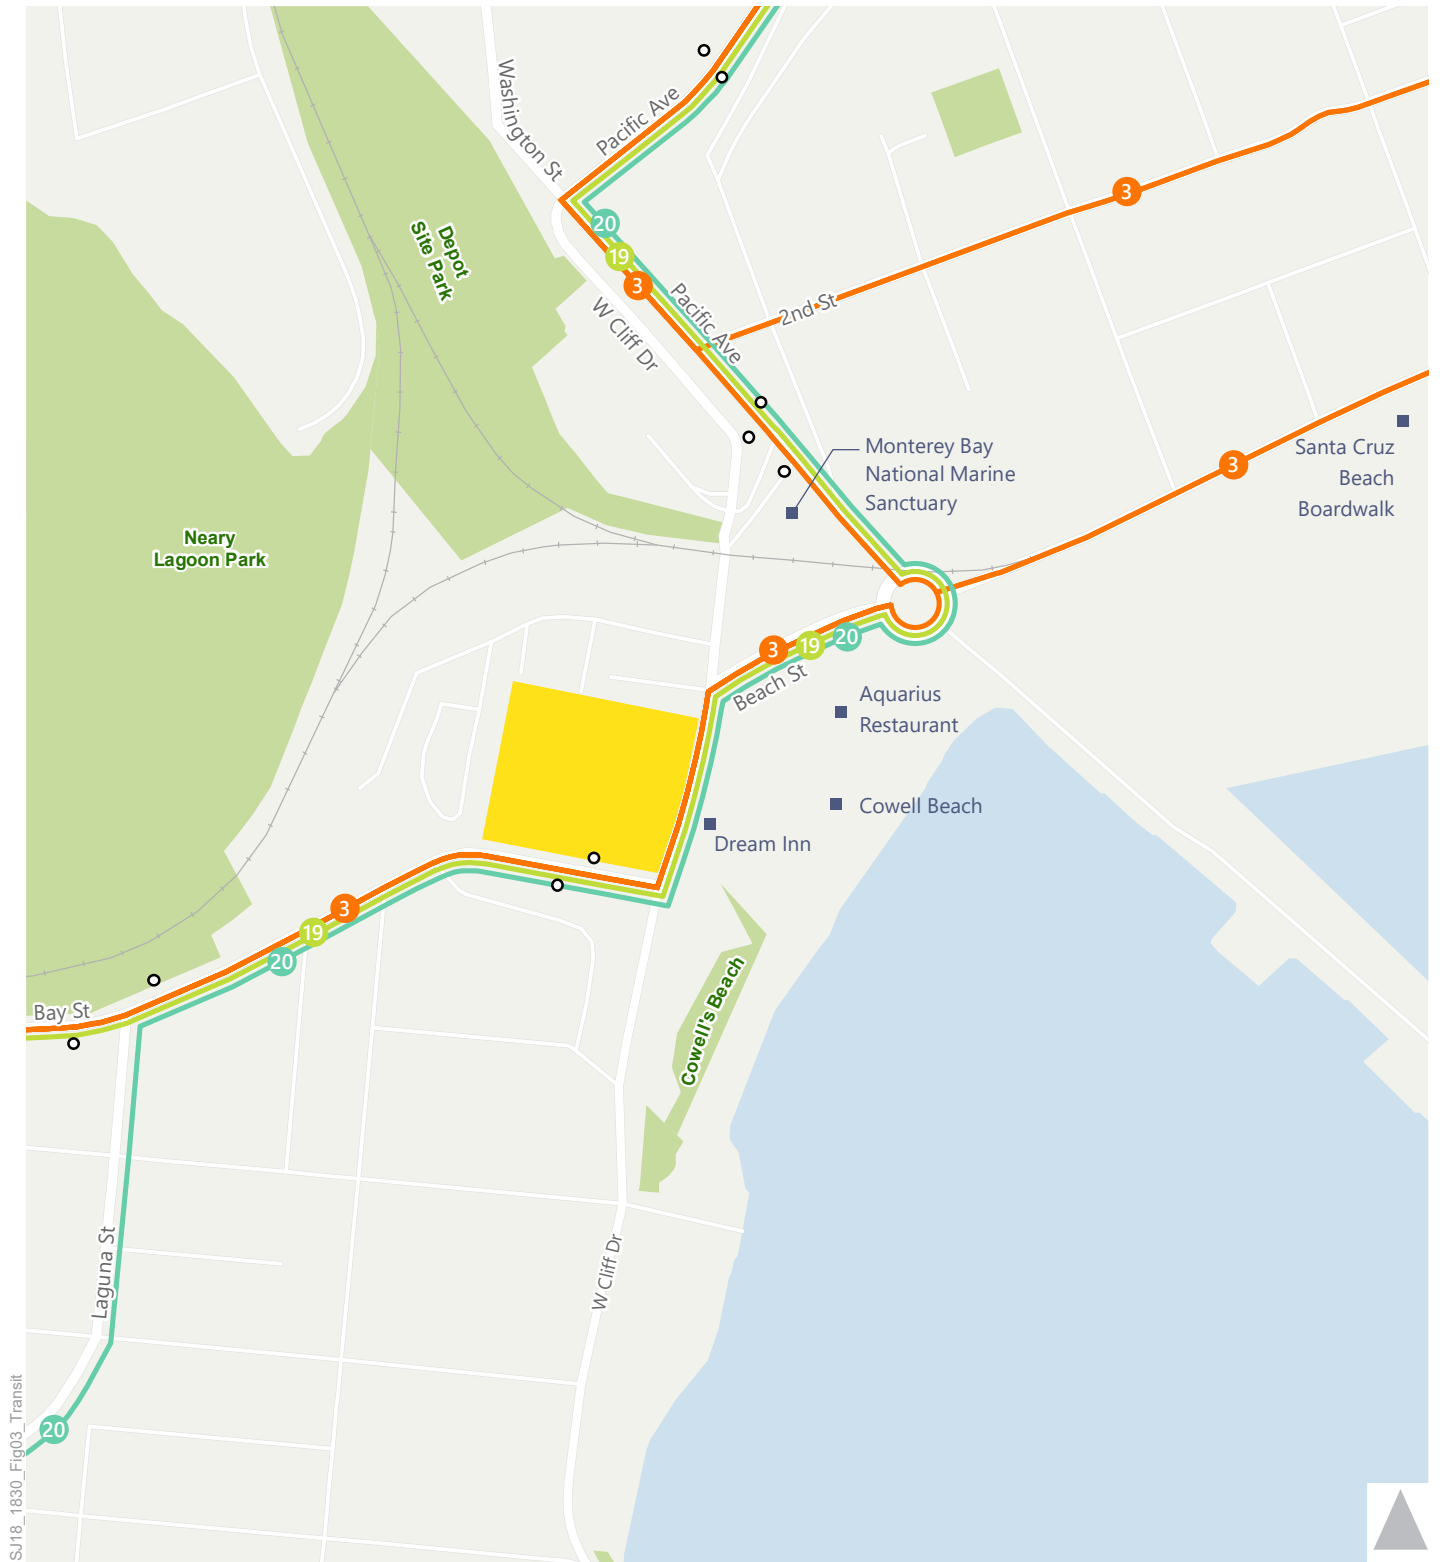 Washington St
Pacific Ave
Depot
Site Park
20
19
3
Pacific Ave
W Cliff Dr
2nd St
3
Monterey Bay
National Marine
Sanctuary
3
Santa Cruz
Beach
Boardwalk
Neary
Lagoon Park
3
19
20
Beach St
Aquarius
Restaurant
Cowell Beach
Dream Inn
3
19
20
Bay St
Cowell's Beach
Laguna St
W Cliff Dr
20
SJ18_1830_Fig03_Transit